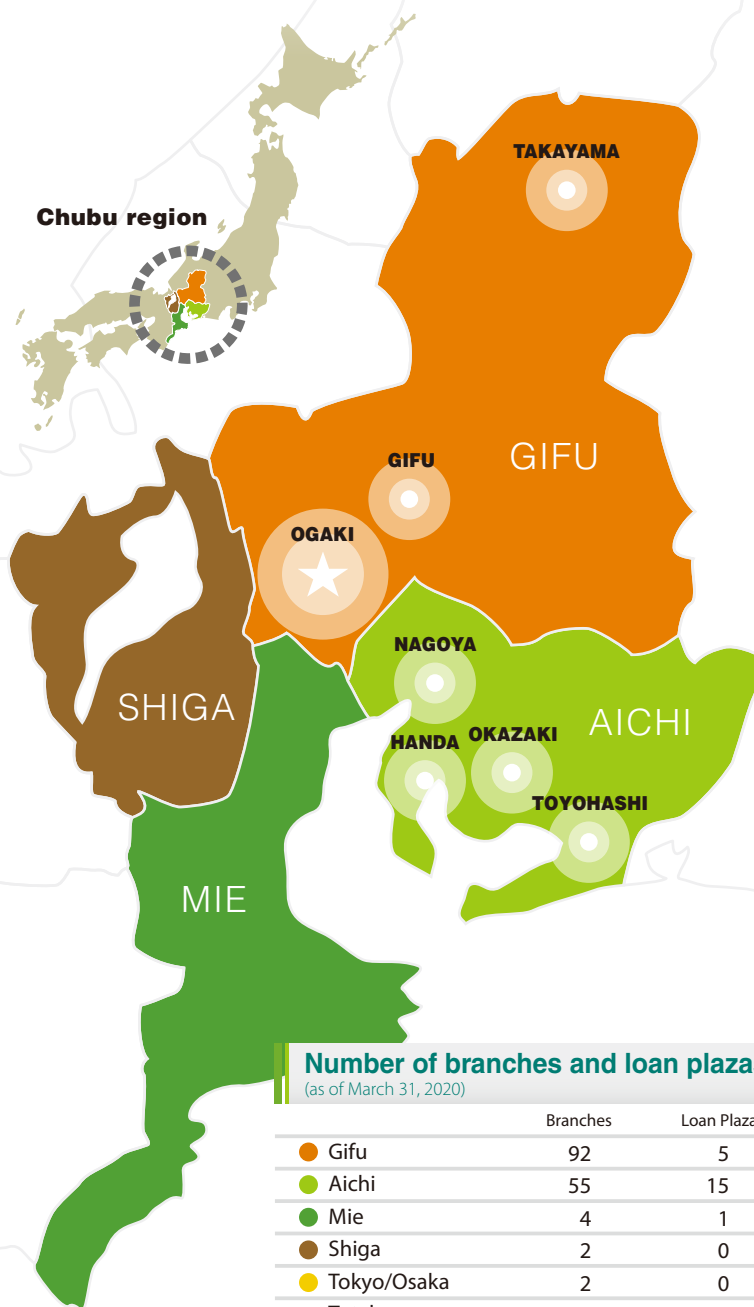 TAKAYAMA
Chubu region
GIFU
GIFU
OGAKI
NAGOYA
SHIGA
AICHI
OKAZAKI
HANDA
TOYOHASHI
MIE
Number of branches and loan plaza
(as of March 31, 2020)
Branches Loan Plaza
Gifu 92 5
Aichi 55 15
Mie 4 1
Shiga 2 0
Tokyo/Osaka 2 0